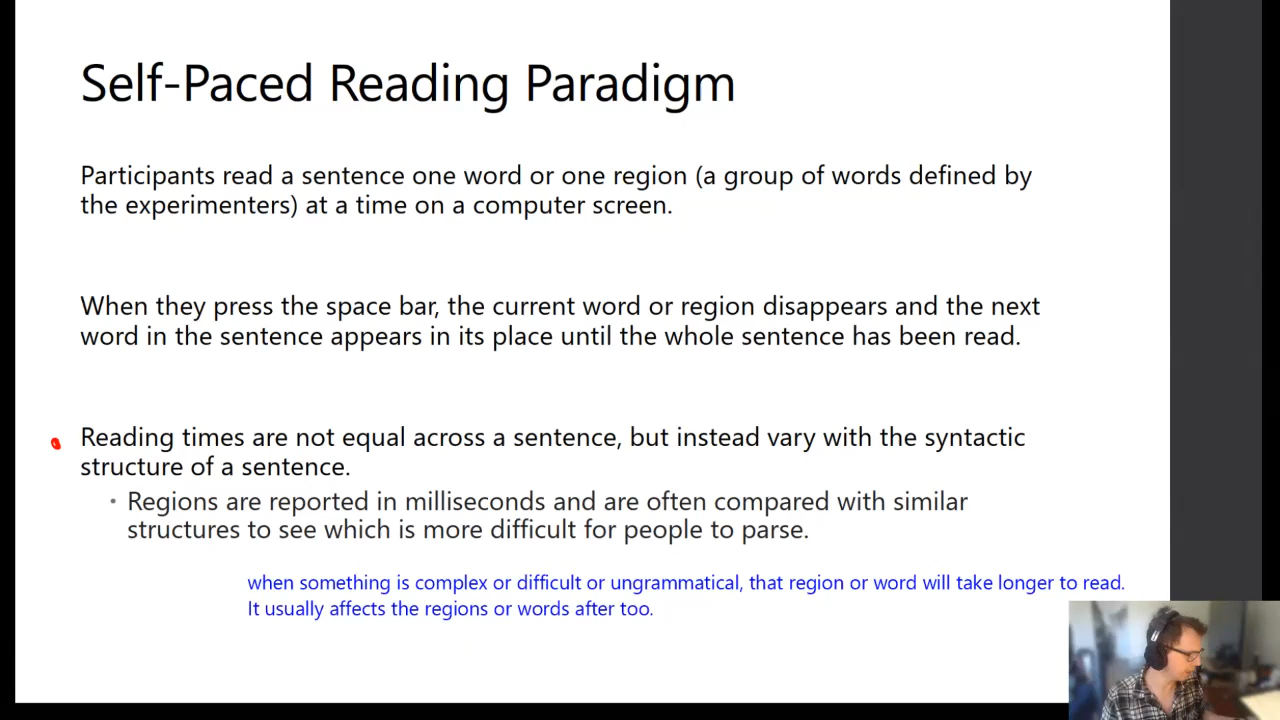 Self-Paced Reading Paradigm
Participants read a sentence one word or one region (a group of words defined by
the experimenters) at a time on a computer screen.
When they press the space bar, the current word or region disappears and the next
word in the sentence appears in its place until the whole sentence has been read.
Reading times are not equal across a sentence, but instead vary with the syntactic
structure of a sentence.
• Regions are reported in milliseconds and are often compared with similar
structures to see which is more difficult for people to parse.
when something is complex or difficult or ungrammatical, that region or word will take longer to read.
It usually affects the regions or words after too.